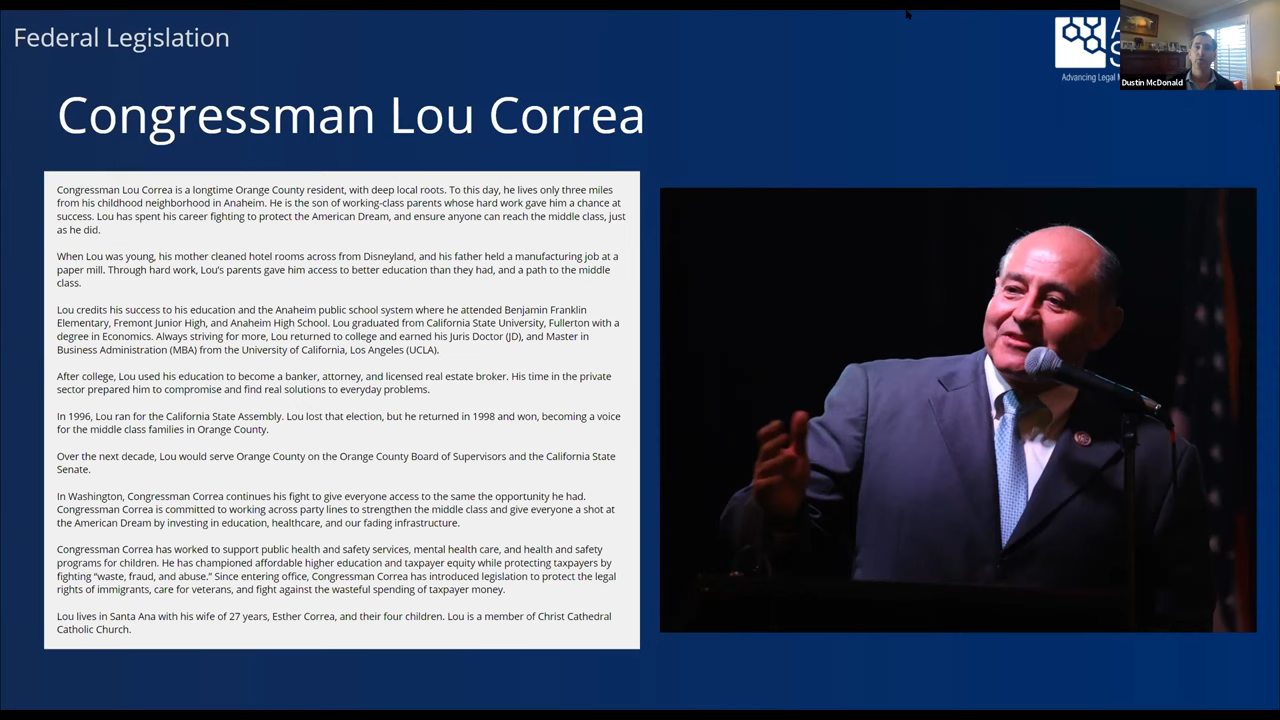 Federal Legislation
Advancing Legal
Dustin McDonald
Congressman Lou Correa
Congressman Lou Correa is a longtime Orange County resident, with deep local roots. To this day, he lives only three miles
from his childhood neighborhood in Anaheim. He is the son of working-class parents whose hard work gave him a chance at
success. Lou has spent his career fighting to protect the American Dream, and ensure anyone can reach the middle class, just
as he did.
When Lou was young, his mother cleaned hotel rooms across from Disneyland, and his father held a manufacturing job at a
paper mill. Through hard work, Lou's parents gave him access to better education than they had, and a path to the middle
class.
Lou credits his success to his education and the Anaheim public school system where he attended Benjamin Franklin
Elementary, Fremont Junior High, and Anaheim High School. Lou graduated from California State University, Fullerton with a
degree in Economics. Always striving for more, Lou returned to college and earned his Juris Doctor (JD), and Master in
Business Administration (MBA) from the University of California, Los Angeles (UCLA).
After college, Lou used his education to become a banker, attorney, and licensed real estate broker. His time in the private
sector prepared him to compromise and find real solutions to everyday problems.
In 1996, Lou ran for the California State Assembly. Lou lost that election, but he returned in 1998 and won, becoming a voice
for the middle class families in Orange County.
Over the next decade, Lou would serve Orange County on the Orange County Board of Supervisors and the California State
Senate.
In Washington, Congressman Correa continues his fight to give everyone access to the same the opportunity he had.
Congressman Correa is committed to working across party lines to strengthen the middle class and give everyone a shot at
the American Dream by investing in education, healthcare, and our fading infrastructure.
Congressman Correa has worked to support public health and safety services, mental health care, and health and safety
programs for children. He has championed affordable higher education and taxpayer equity while protecting taxpayers by
fighting "waste, fraud, and abuse." Since entering office, Congressman Correa has introduced legislation to protect the legal
rights of immigrants, care for veterans, and fight against the wasteful spending of taxpayer money.
Lou lives in Santa Ana with his wife of 27 years, Esther Correa, and their four children. Lou is a member of Christ Cathedral
Catholic Church.